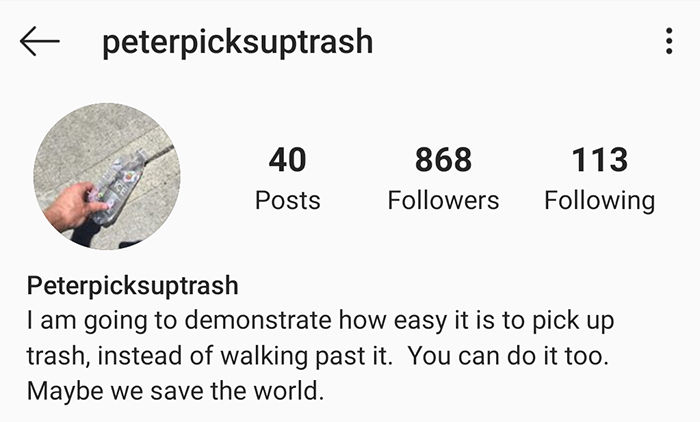 peterpicksuptrash
40 868 113
Posts Followers Following
Peterpicksuptrash
I am going to demonstrate how easy it is to pick up
trash, instead of walking past it.  You can do it too.
Maybe we save the world.